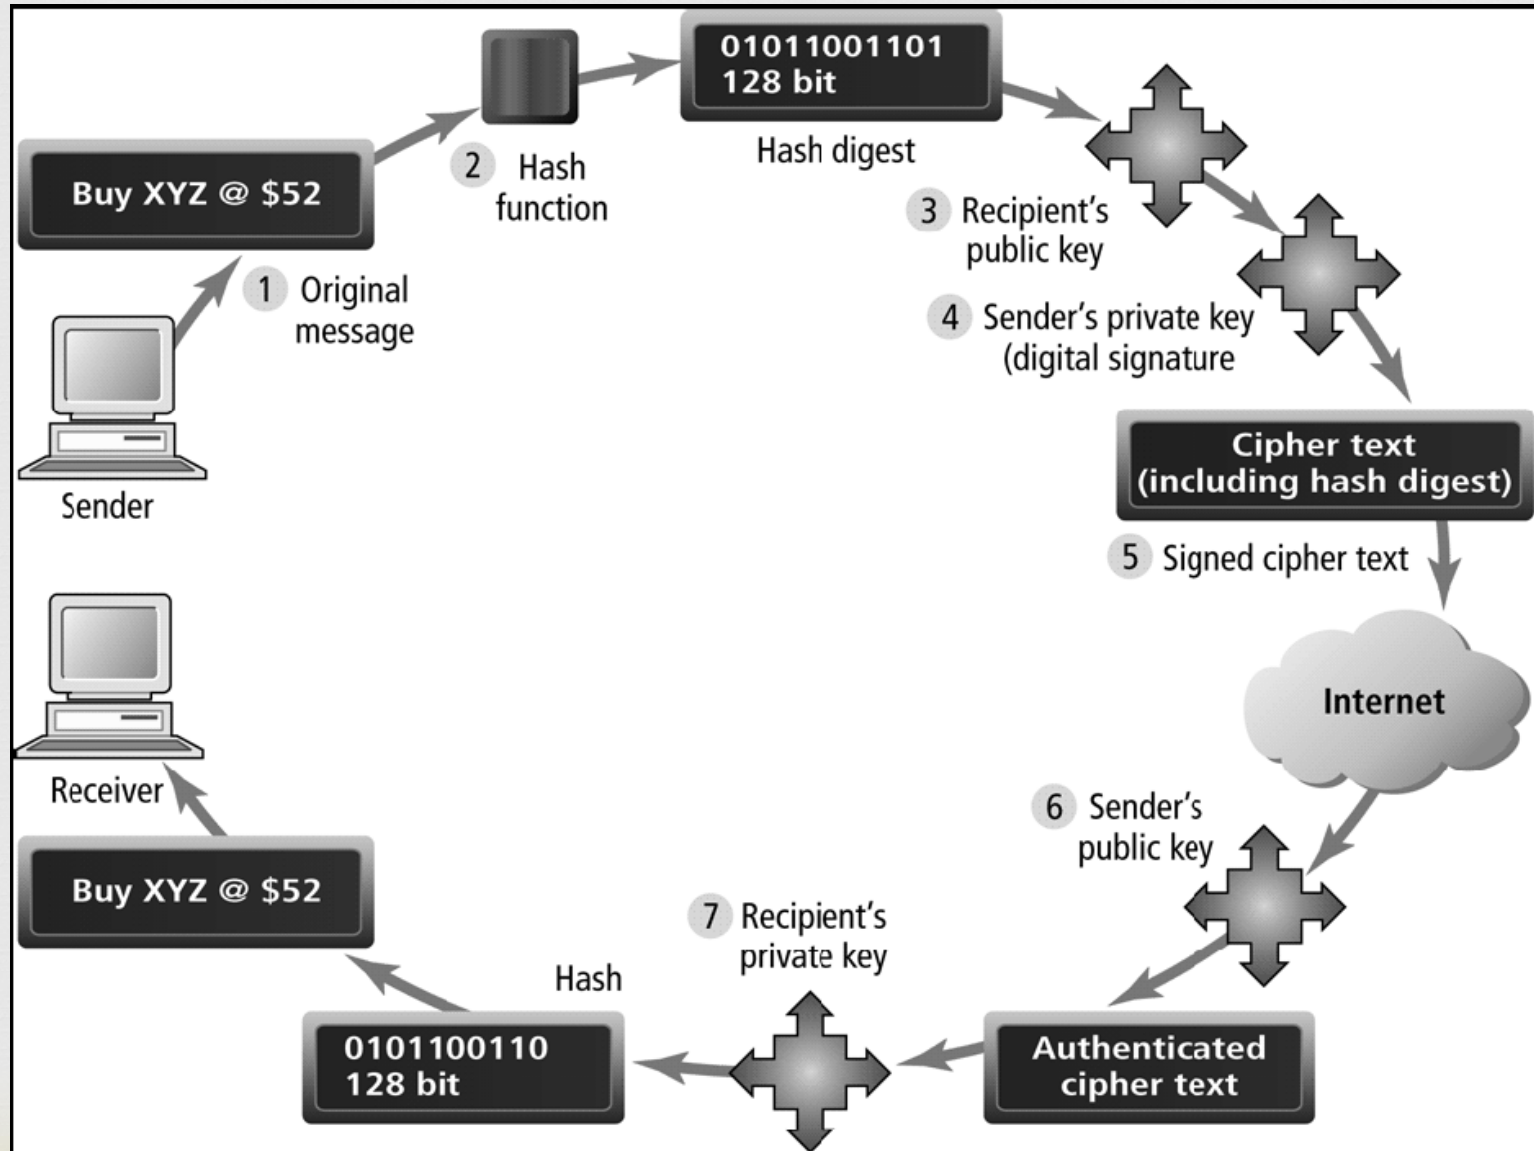 Buy XYZ @ $52
1 Original
message
Sender
2 Hash
function
01011001101
128 bit
Hash digest
3 Recipient's
public key
4 Sender's private key
(digital signature
Cipher text
(including hash digest)
5 Signed cipher text
Internet
6 Sender's
public key
Authenticated
cipher text
7 Recipient's
private key
Hash
0101100110
128 bit
Buy XYZ @ $52
Receiver